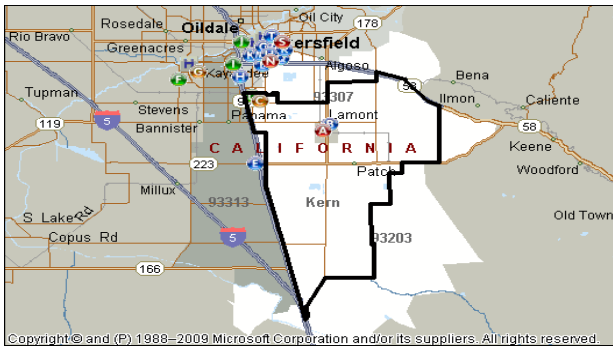 Oil City
Rosedale
Oildale
178
Rio Bravo
Greenacres
ersfield
Algoso
Bena
Tupman
58
Ilmon
Caliente
93307
Stevens
Panama
Lamont
119
5
Bannister
58
CALIFORNIA
Keene
223
Patch
Woodford
Millux
93313
Kern
S Lake Rd
Old Town
5
93203
Copus Rd
166
Copyright © and (P) 1988–2009 Microsoft Corporation and/or its suppliers. All rights reserved.